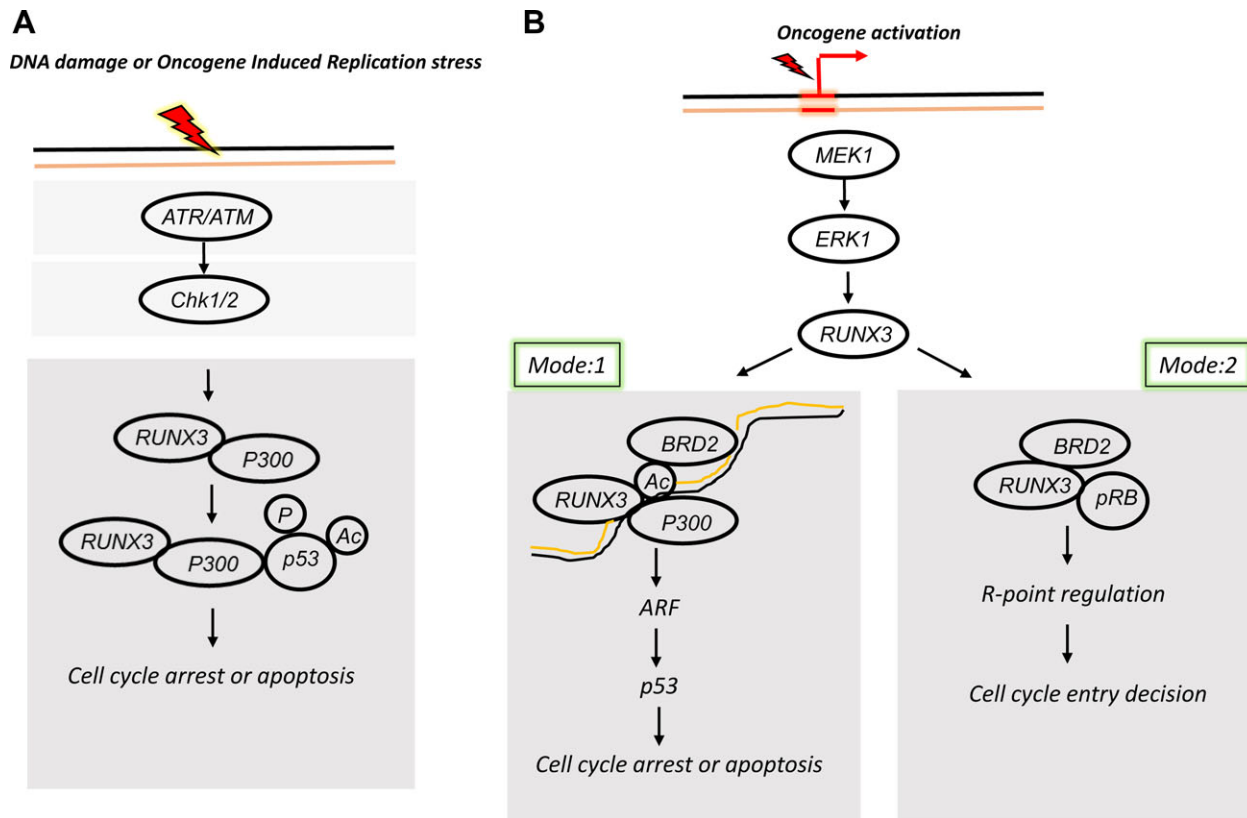 A
DNA damage or Oncogene Induced Replication stress
ATR/ATM
Chk1/2
RUNX3
P300
P
Ac
RUNX3
P300
p53
Cell cycle arrest or apoptosis
B
Oncogene activation
MEK1
ERK1
RUNX3
Mode:1
BRD2
Ac
RUNX3
P300
ARF
p53
Cell cycle arrest or apoptosis
Mode:2
BRD2
RUNX3
pRB
R-point regulation
Cell cycle entry decision